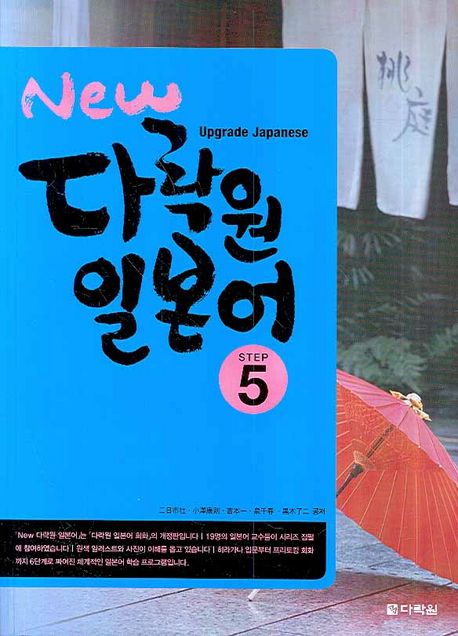 New
Upgrade Japanese
다락원
일본어
STEP
5
桃庭
二日市壮·小澤康則·吉本一·泉千春·黒木了二 공저
「New 다락원 일본어」는 「다락원 일본어 회화」의 개정판입니다 | 19명의 일본어 교수들이 시리즈 집필
에 참여하였습니다 | 원색 일러스트와 사진이 이해를 돕고 있습니다 | 히라가나 입문부터 프리토킹 회화
까지 6단계로 짜여진 체계적인 일본어 학습 프로그램입니다.
다락원